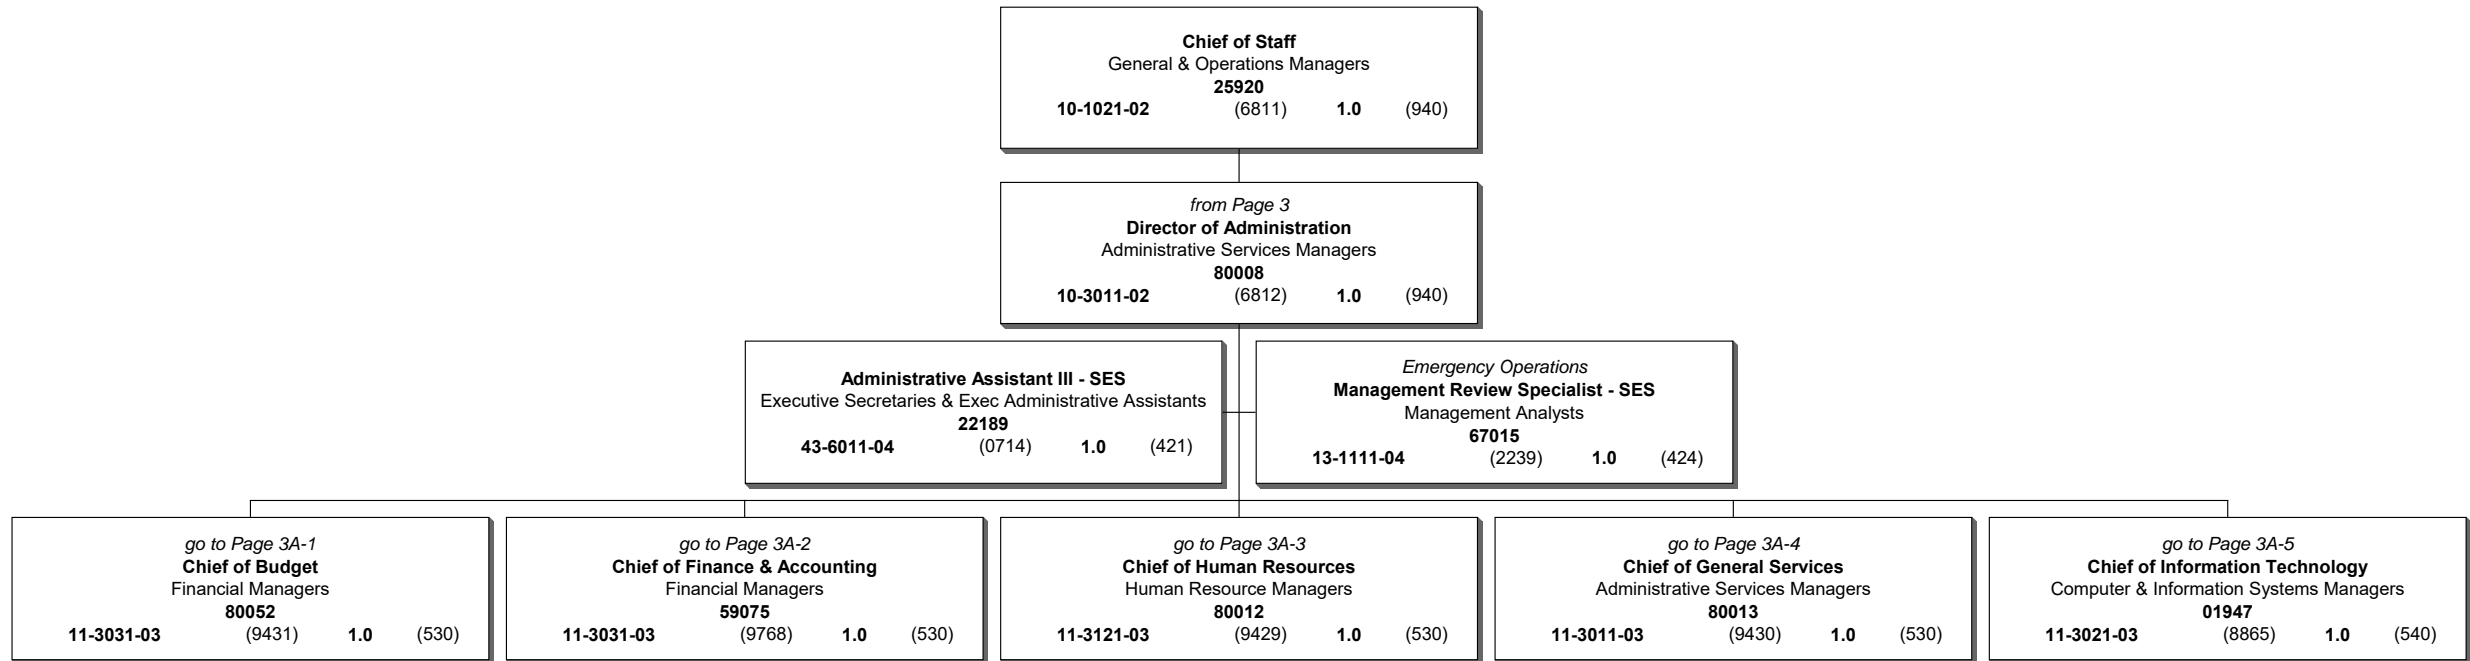 Chief of Staff
General & Operations Managers
25920
10-1021-02 (6811) 1.0 (940)
from Page 3
Director of Administration
Administrative Services Managers
80008
10-3011-02 (6812) 1.0 (940)
Administrative Assistant III - SES
Executive Secretaries & Exec Administrative Assistants
22189
43-6011-04 (0714) 1.0 (421)
Emergency Operations
Management Review Specialist - SES
Management Analysts
67015
13-1111-04 (2239) 1.0 (424)
go to Page 3A-1
Chief of Budget
Financial Managers
80052
11-3031-03 (9431) 1.0 (530)
go to Page 3A-2
Chief of Finance & Accounting
Financial Managers
59075
11-3031-03 (9768) 1.0 (530)
go to Page 3A-3
Chief of Human Resources
Human Resource Managers
80012
11-3121-03 (9429) 1.0 (530)
go to Page 3A-4
Chief of General Services
Administrative Services Managers
80013
11-3011-03 (9430) 1.0 (530)
go to Page 3A-5
Chief of Information Technology
Computer & Information Systems Managers
01947
11-3021-03 (8865) 1.0 (540)